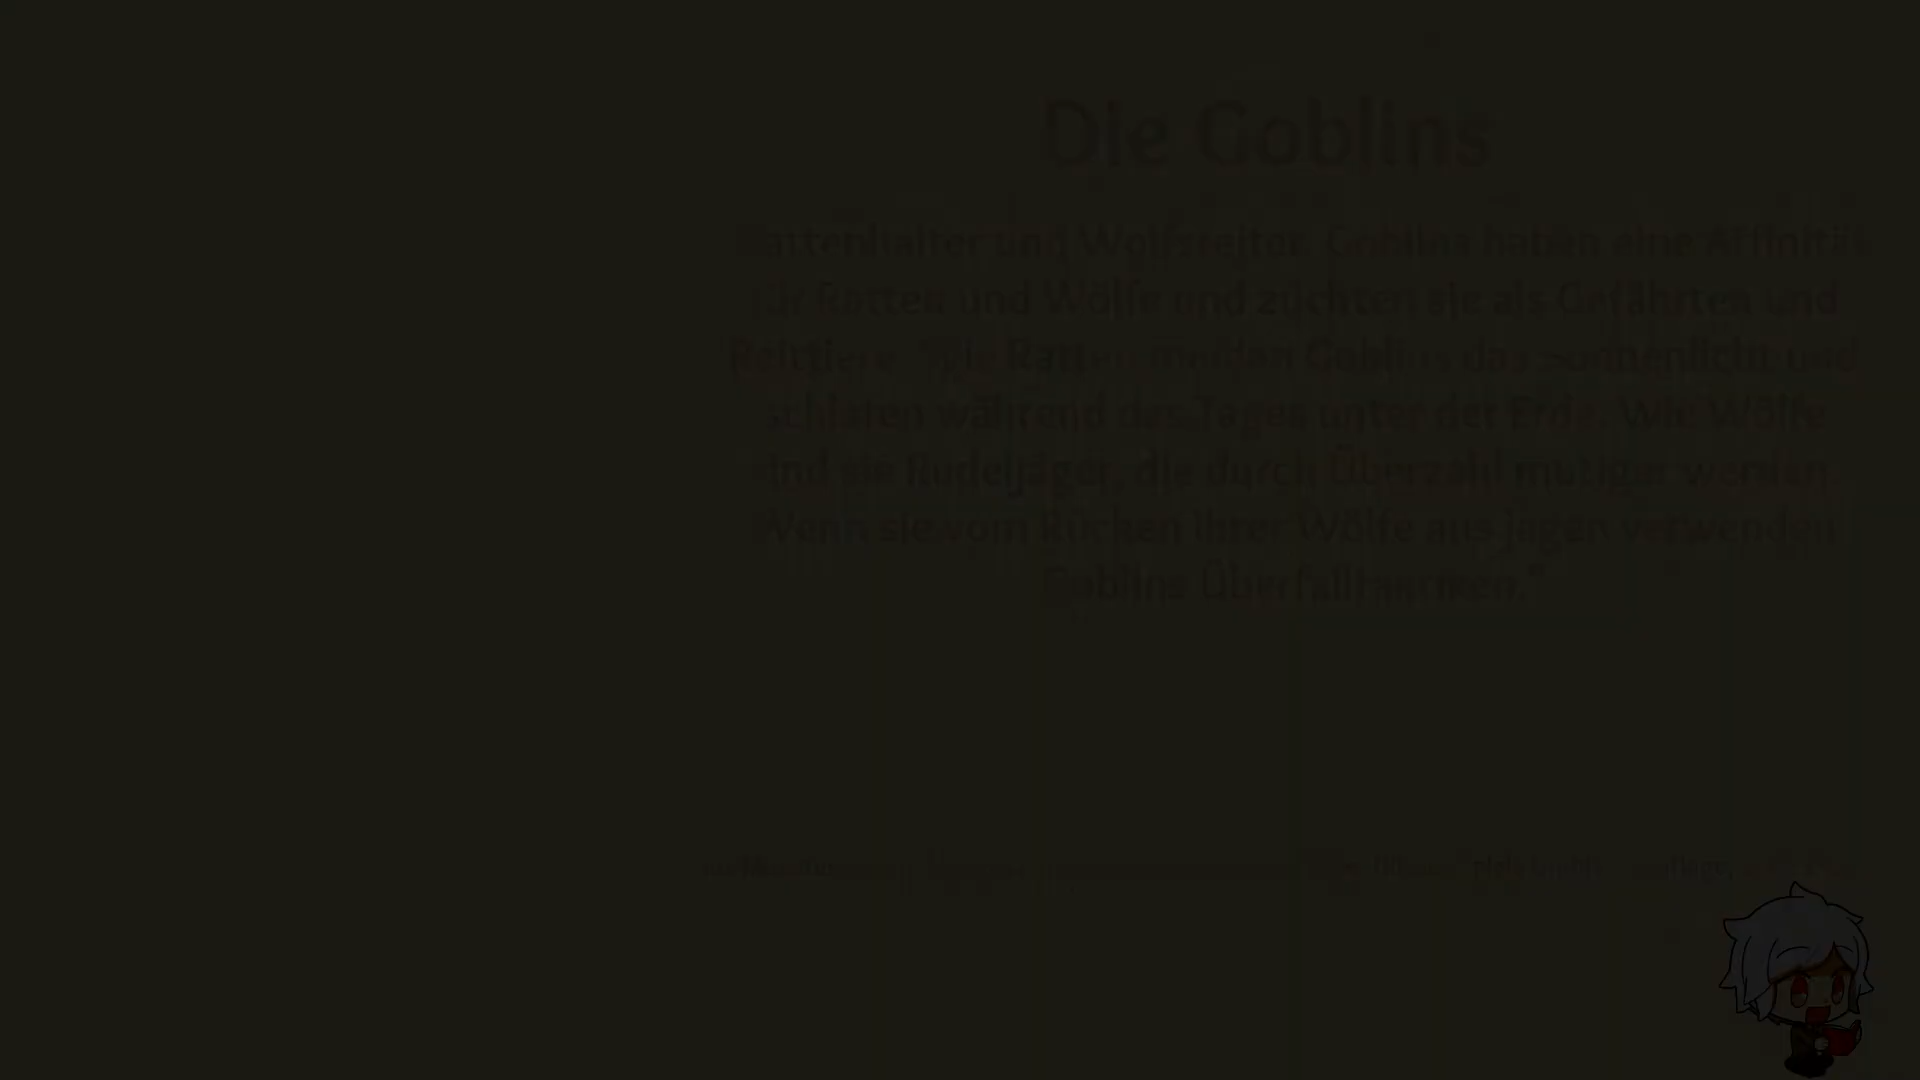 Die Goblins
Rattenhalter und Wolfsreiter. Goblins haben eine Affinität
für Ratten und Wölfe und züchten sie als Gefährten und
Reittiere. Wie Ratten meiden Goblins das Sonnenlicht und
schlafen während des Tages unter der Erde. Wie Wölfe
sind sie Rudeljäger, die durch Überzahl mutiger werden.
Wenn sie vom Rücken ihrer Wölfe aus jagen verwenden
Goblins Überfalltaktiken."